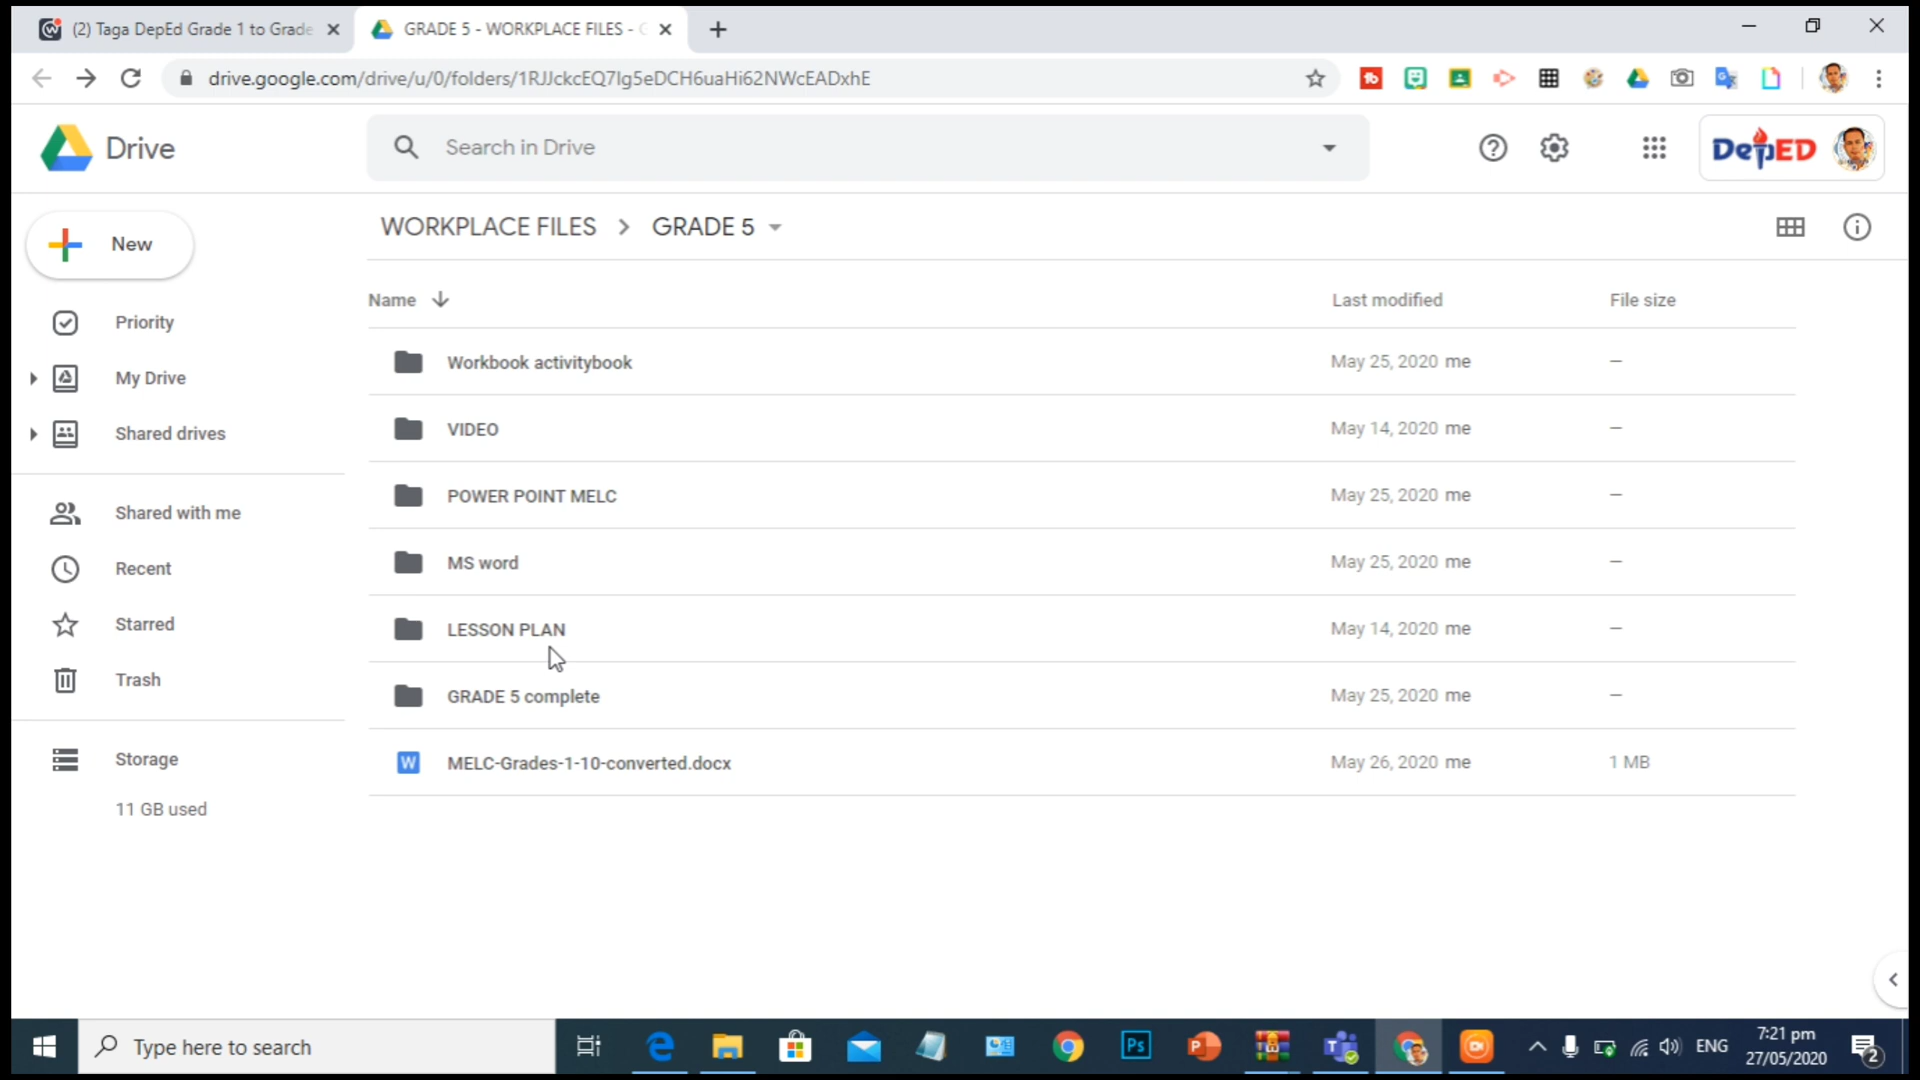 (2) Taga DepEd Grade 1 to Grade
GRADE 5 - WORKPLACE FILES -
drive.google.com/drive/u/0/folders/1RJJckcEQ7Ig5eDCH6uaHi62NWcEADxhE
Drive
Search in Drive
DepED
New
WORKPLACE FILES > GRADE 5
Name
Last modified
File size
Priority
My Drive
Shared drives
Shared with me
Recent
Starred
Trash
Storage
11 GB used
Workbook activitybook May 25, 2020 me –
VIDEO May 14, 2020 me –
POWER POINT MELC May 25, 2020 me –
MS word May 25, 2020 me –
LESSON PLAN May 14, 2020 me –
GRADE 5 complete May 25, 2020 me –
W MELC-Grades-1-10-converted.docx May 26, 2020 me 1 MB
Type here to search
Ps
ENG
7:21 pm
27/05/2020
2